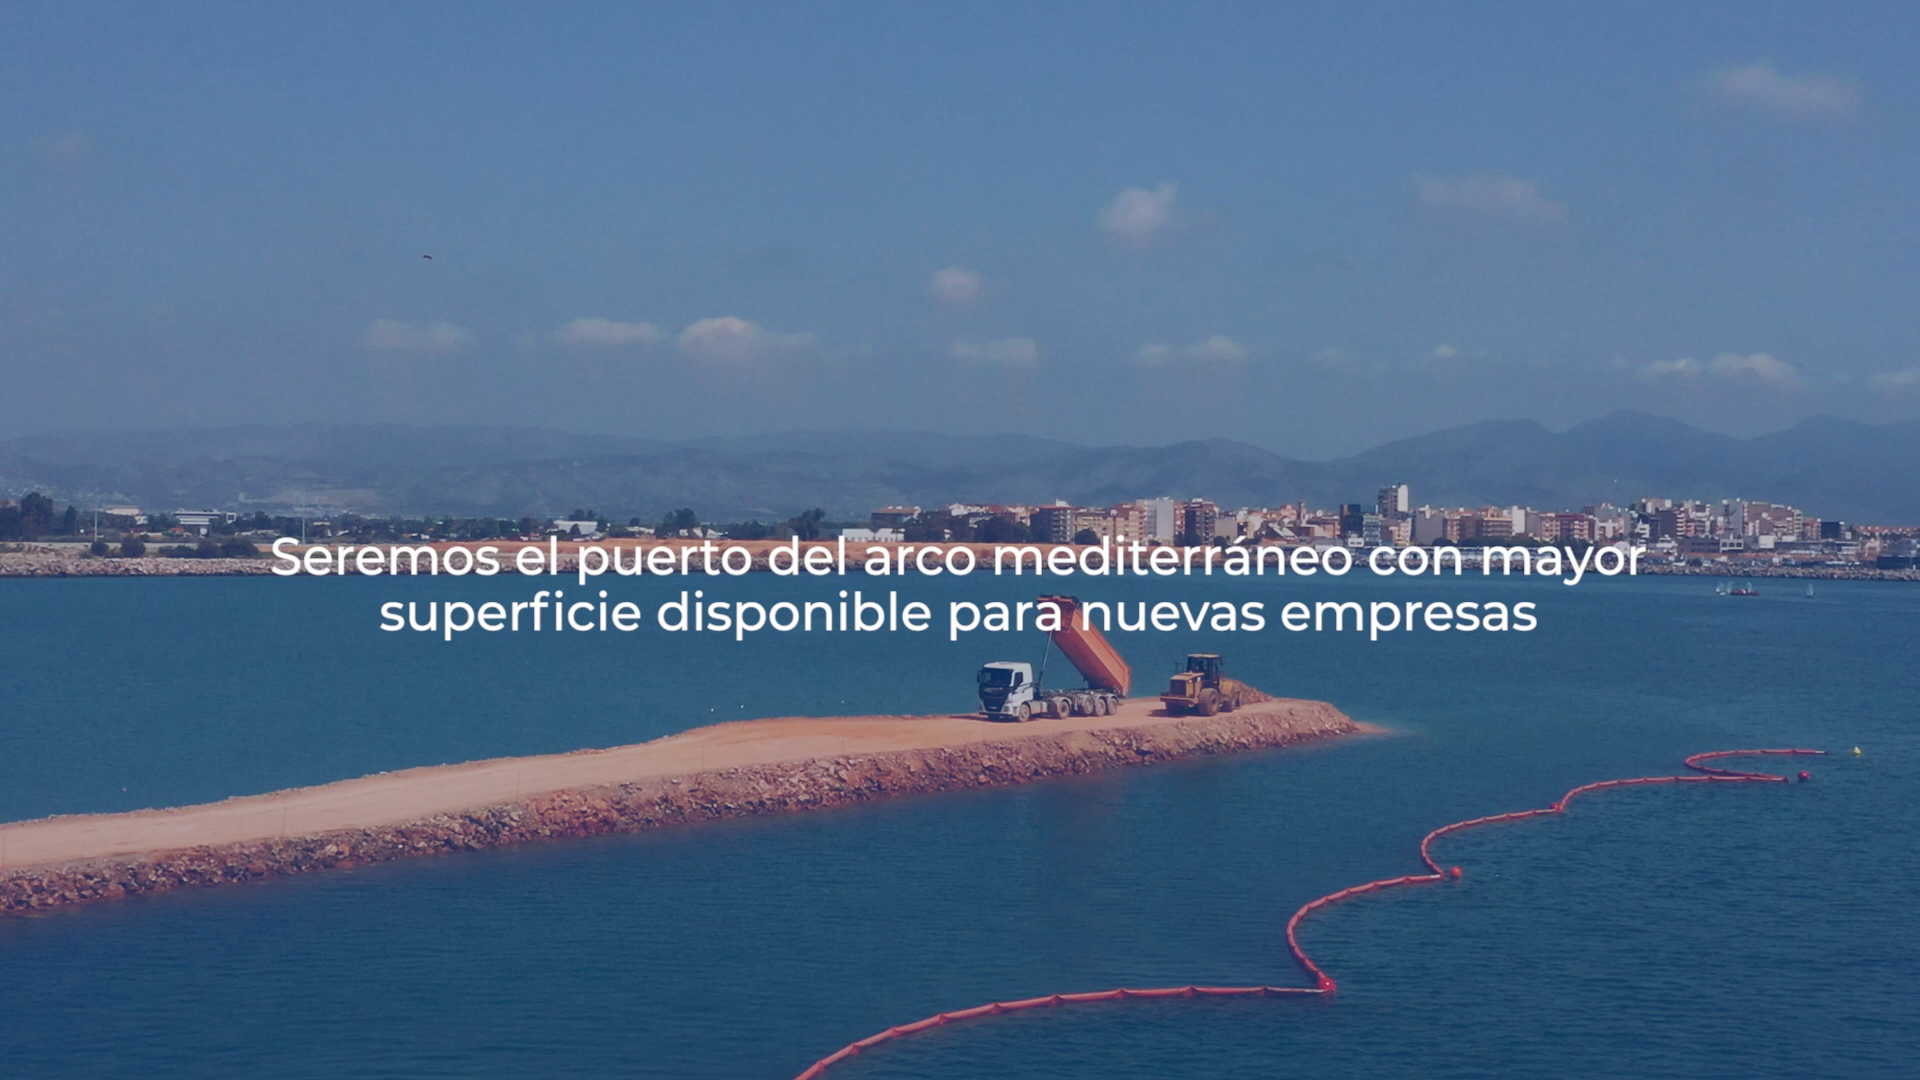 Seremos el puerto del arco mediterráneo con mayor
superficie disponible para nuevas empresas